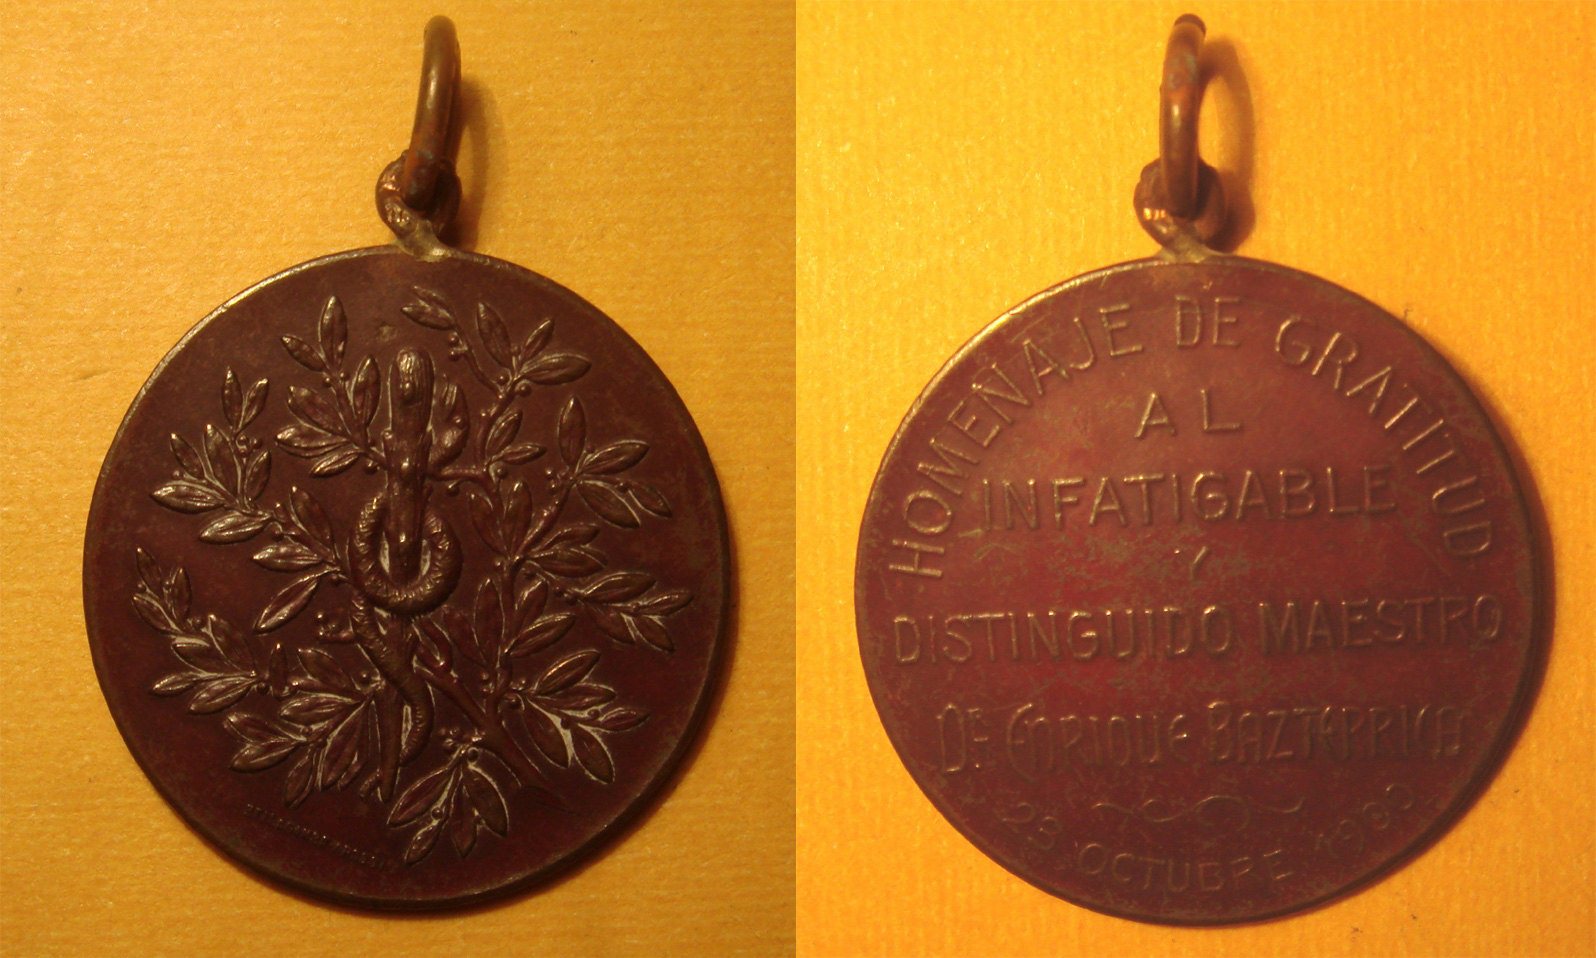 HOMENAJE DE GRATITUD
AL
INFATIGABLE
Y
DISTINGUIDO MAESTRO
Dr. ENRIQUE BAZTERRICA
23 OCTUBRE